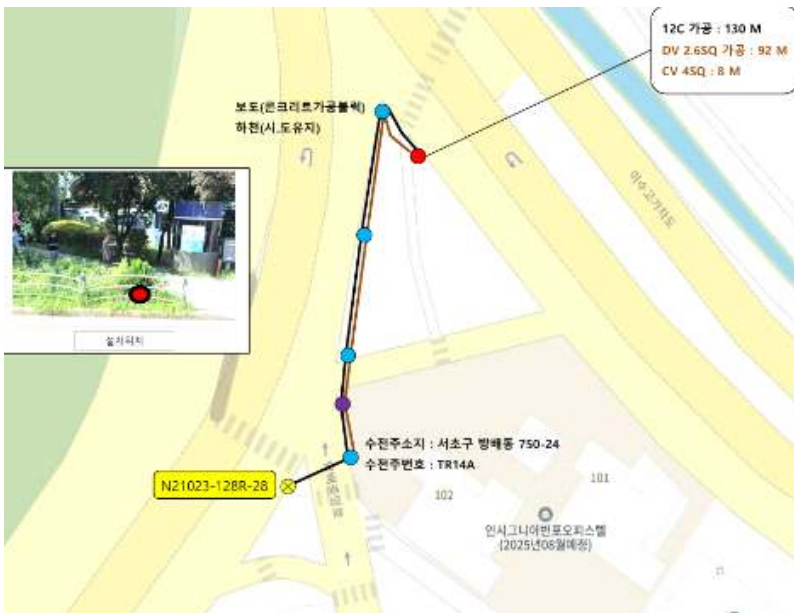 12C 가공 : 130 M
DV 2.6SQ 가공 : 92 M
CV 4SQ : 8 M
보도(콘크리트가공블럭)
하천(시.도유지)
이수고가차도
설치위치
수전주소지 : 서초구 방배동 750-24
수전주번호 : TR14A
N21023-128R-28
101
102
인시그니아반포오피스텔
(2025년08월예정)